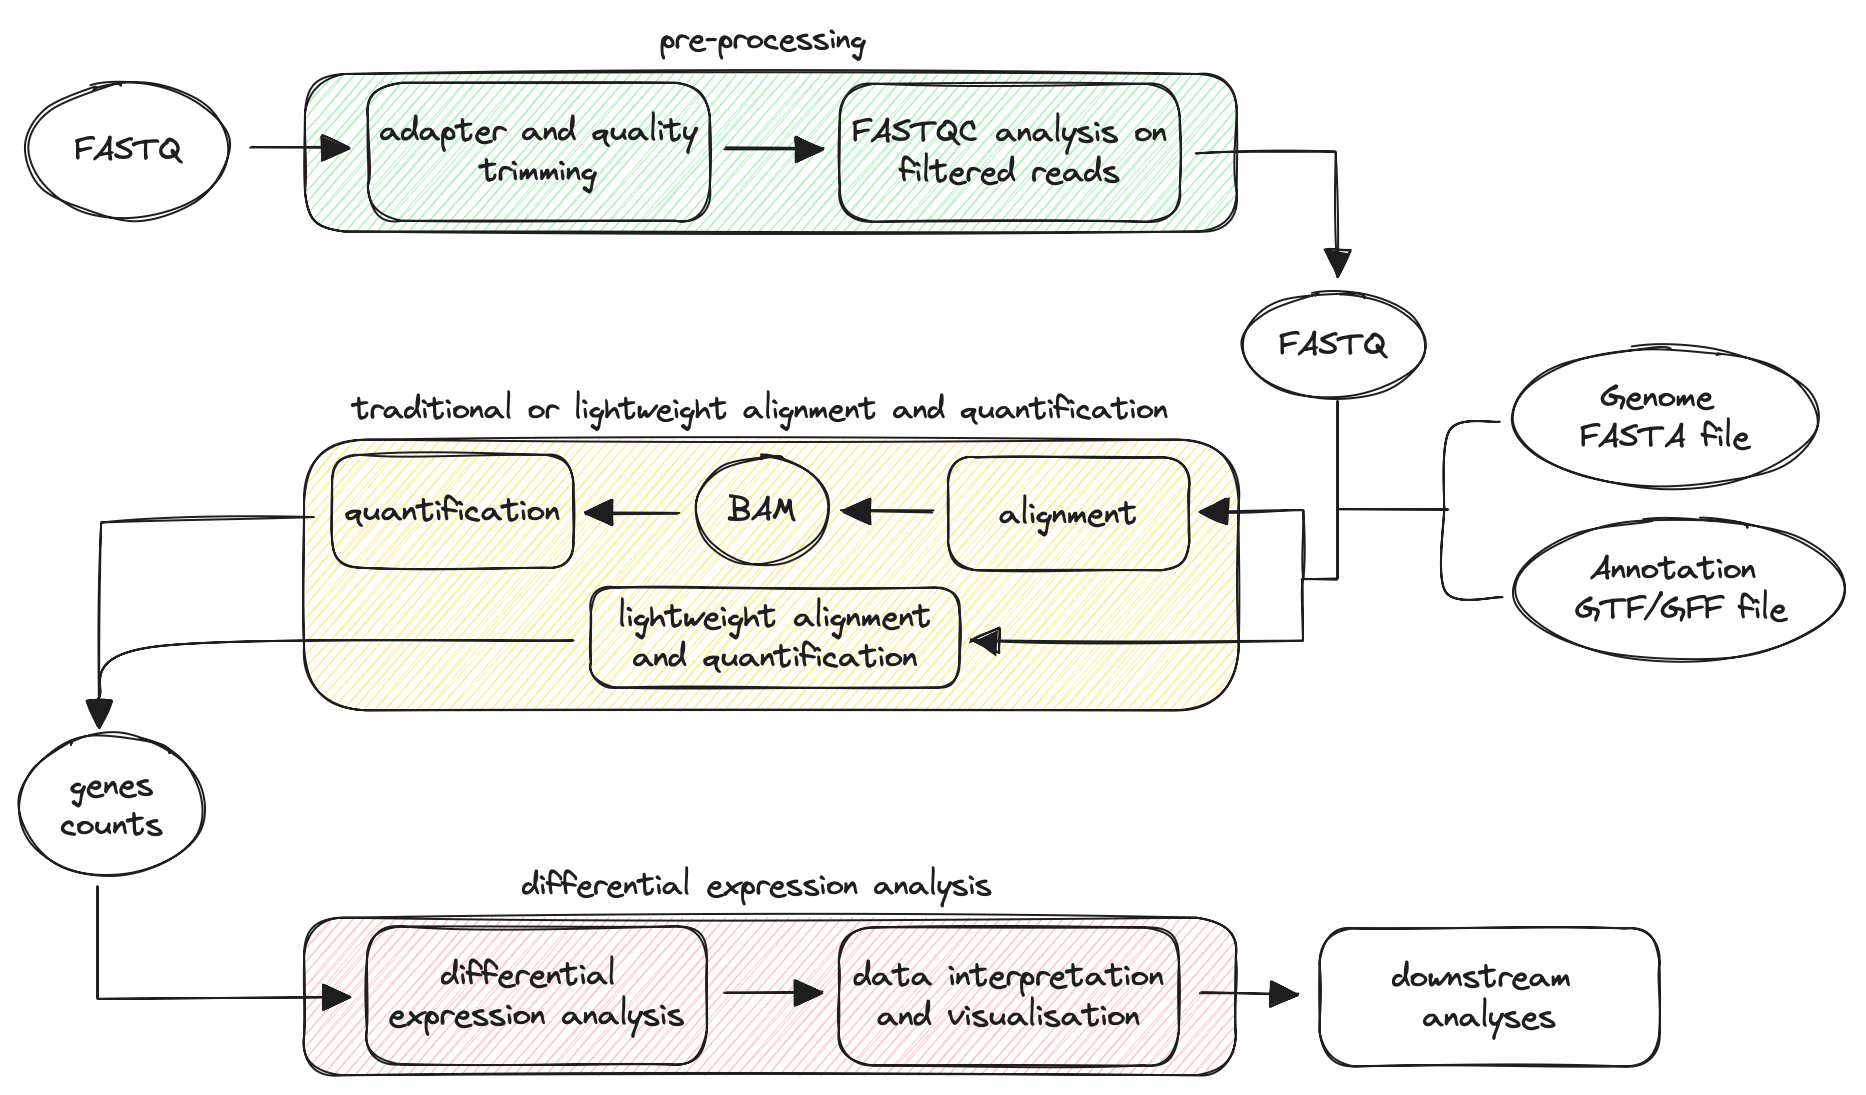 pre-processing
FASTQ
adapter and quality
trimming
FASTQC analysis on
filtered reads
FASTQ
Genome
FASTA file
Annotation
GTF/GFF file
traditional or lightweight alignment and quantification
quantification
BAM
alignment
lightweight alignment
and quantification
genes
counts
differential expression analysis
differential
expression analysis
data interpretation
and visualisation
downstream
analyses